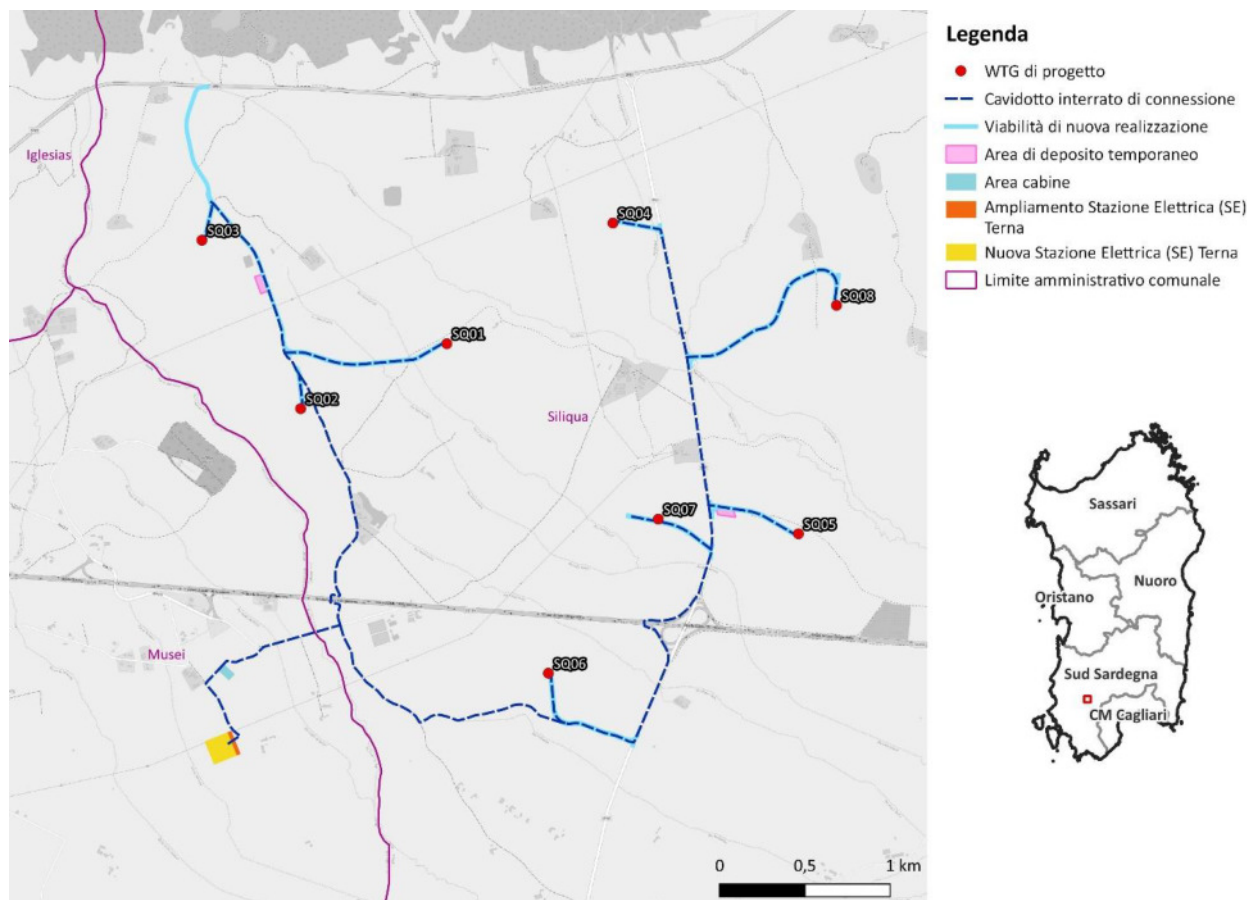 Iglesias
SQ03
SQ04
SQ08
SQ01
SQ02
Siliqua
SQ07
SQ05
Musei
SQ06
0 0,5 1 km
Legenda
WTG di progetto
Cavidotto interrato di connessione
Viabilità di nuova realizzazione
Area di deposito temporaneo
Area cabine
Ampliamento Stazione Elettrica (SE)
Terna
Nuova Stazione Elettrica (SE) Terna
Limite amministrativo comunale
Sassari
Nuoro
Oristano
Sud Sardegna
CM Cagliari